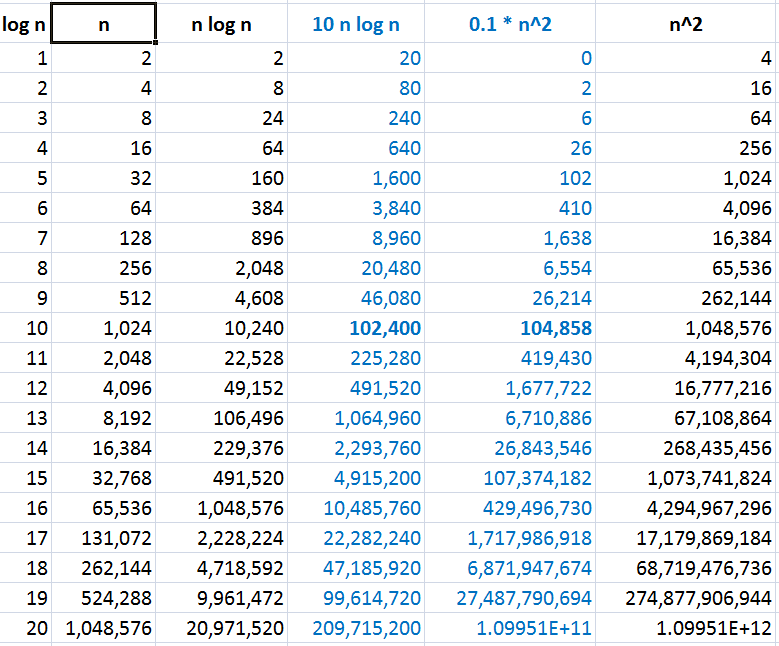 log n n n log n 10 n log n 0.1 * n^2 n^2
1 2 2 20 0 4
2 4 8 80 2 16
3 8 24 240 6 64
4 16 64 640 26 256
5 32 160 1,600 102 1,024
6 64 384 3,840 410 4,096
7 128 896 8,960 1,638 16,384
8 256 2,048 20,480 6,554 65,536
9 512 4,608 46,080 26,214 262,144
10 1,024 10,240 102,400 104,858 1,048,576
11 2,048 22,528 225,280 419,430 4,194,304
12 4,096 49,152 491,520 1,677,722 16,777,216
13 8,192 106,496 1,064,960 6,710,886 67,108,864
14 16,384 229,376 2,293,760 26,843,546 268,435,456
15 32,768 491,520 4,915,200 107,374,182 1,073,741,824
16 65,536 1,048,576 10,485,760 429,496,730 4,294,967,296
17 131,072 2,228,224 22,282,240 1,717,986,918 17,179,869,184
18 262,144 4,718,592 47,185,920 6,871,947,674 68,719,476,736
19 524,288 9,961,472 99,614,720 27,487,790,694 274,877,906,944
20 1,048,576 20,971,520 209,715,200 1.09951E+11 1.09951E+12